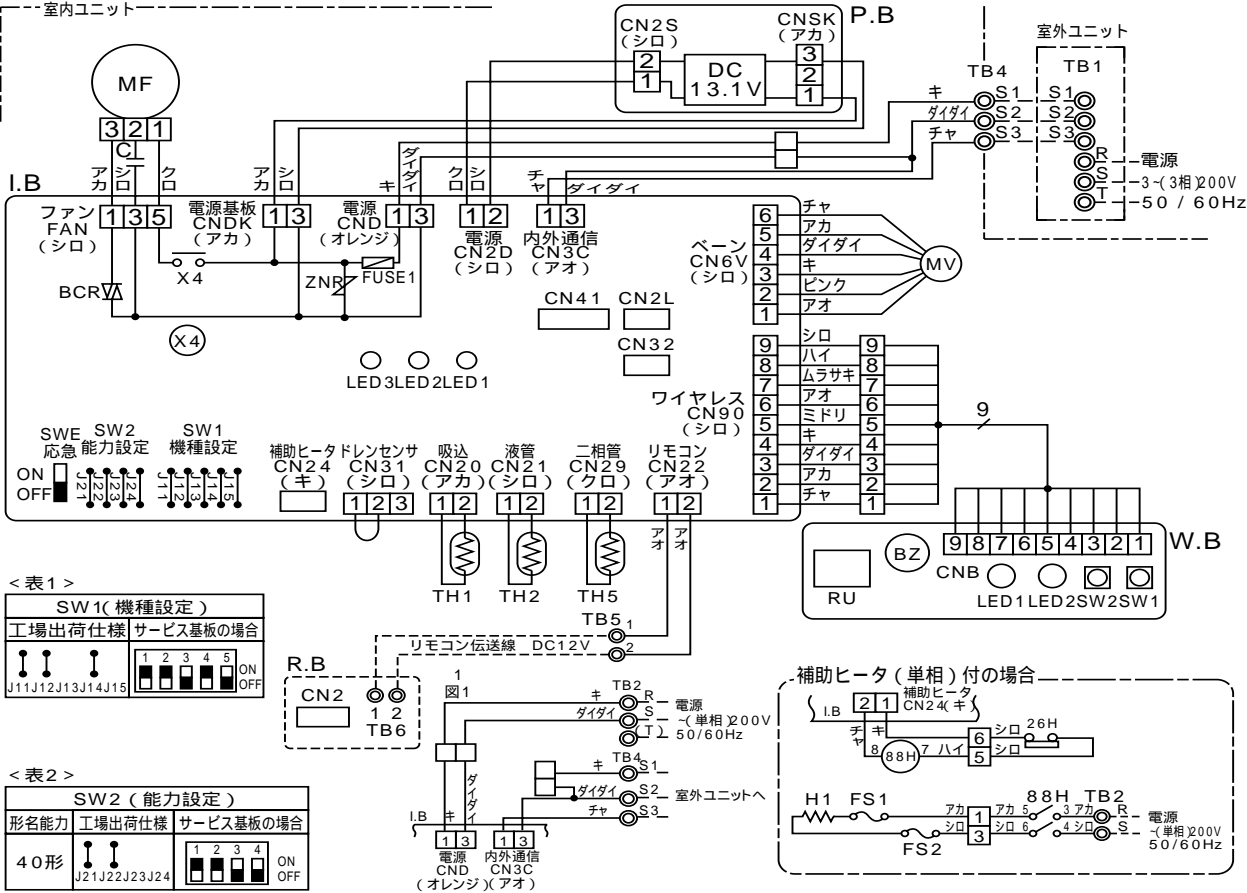 室内ユニット
MF
3 2 1
C
アカ
シロ
クロ
I.B
ファン
FAN
(シロ)
1 3 5
電源基板
CNDK
(アカ)
1 3
アカ
シロ
電源
CND
(オレンジ)
1 3
キ
ダイダイ
1 2
クロ
シロ
電源
CN2D
(シロ)
1 3
チャ
ダイダイ
内外通信
CN3C
(アオ)
X4
BCR
ZNR
FUSE1
X4
P.B
CN2S
(シロ)
2
1
DC
13.1V
CNSK
(アカ)
3
2
1
キ
ダイダイ
チャ
TB4
S1
S2
S3
室外ユニット
TB1
S1
S2
S3
R
S
T
電源
3~(3相)200V
50/60Hz
ベーン
CN6V
(シロ)
6 チャ
5 アカ
4 ダイダイ
3 キ
2 ピンク
1 アオ
MV
CN41
CN2L
CN32
LED3 LED2 LED1
ワイヤレス
CN90
(シロ)
9 シロ 9
8 ハイ 8
7 ムラサキ 7
6 アオ 6
5 ミドリ 5
4 キ 4
3 ダイダイ 3
2 アカ 2
1 チャ 1
9
SWE
応急
ON
OFF
SW2
能力設定
J21 J22 J23 J24
SW1
機種設定
J11 J12 J13 J14 J15
補助ヒータ
CN24
(キ)
ドレンセンサ
CN31
(シロ)
1 2 3
吸込
CN20
(アカ)
1 2
TH1
液管
CN21
(シロ)
1 2
TH2
二相管
CN29
(クロ)
1 2
TH5
リモコン
CN22
(アオ)
1 2
アオ
アオ
W.B
9 8 7 6 5 4 3 2 1
CNB
BZ
RU
LED1 LED2 SW2 SW1
TB5
1
2
リモコン伝送線 DC12V
R.B
CN2
1 2
TB6
<表1>
SW1(機種設定)
工場出荷仕様 サービス基板の場合
J11J12J13J14J15
1 2 3 4 5
ON
OFF
<表2>
SW2(能力設定)
形名能力 工場出荷仕様 サービス基板の場合
40形
J21J22J23J24
1 2 3 4
ON
OFF
1
図1
TB2
キ R
ダイダイ S
(T)
電源
~(単相)200V
50/60Hz
TB4
キ S1
ダイダイ S2
チャ S3
室外ユニットへ
I.B
キ
ダイダイ
1 3
電源
CND
(オレンジ)
1 3
内外通信
CN3C
(アオ)
補助ヒータ(単相)付の場合
I.B
2 1
補助ヒータ
CN24(キ)
チャ
キ
8 88H 7 ハイ
6 シロ 26H
5 シロ
H1 FS1
FS2
アカ 1 アカ 5 88H 3 アカ TB2 R
シロ 3 シロ 6 4 シロ S
電源
~(単相)200V
50/60Hz